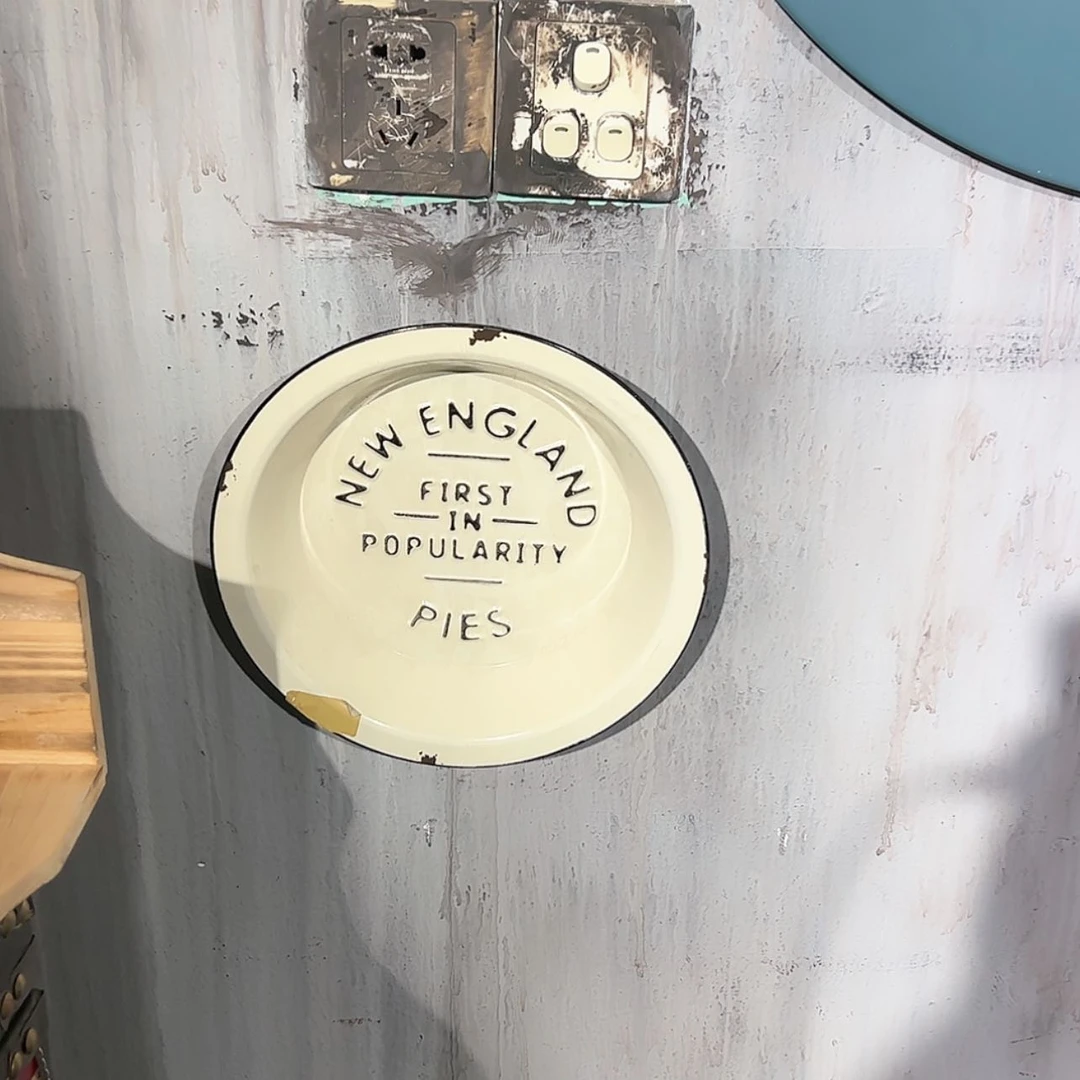 NEW ENGLAND
FIRST
IN
POPULARITY
PIES